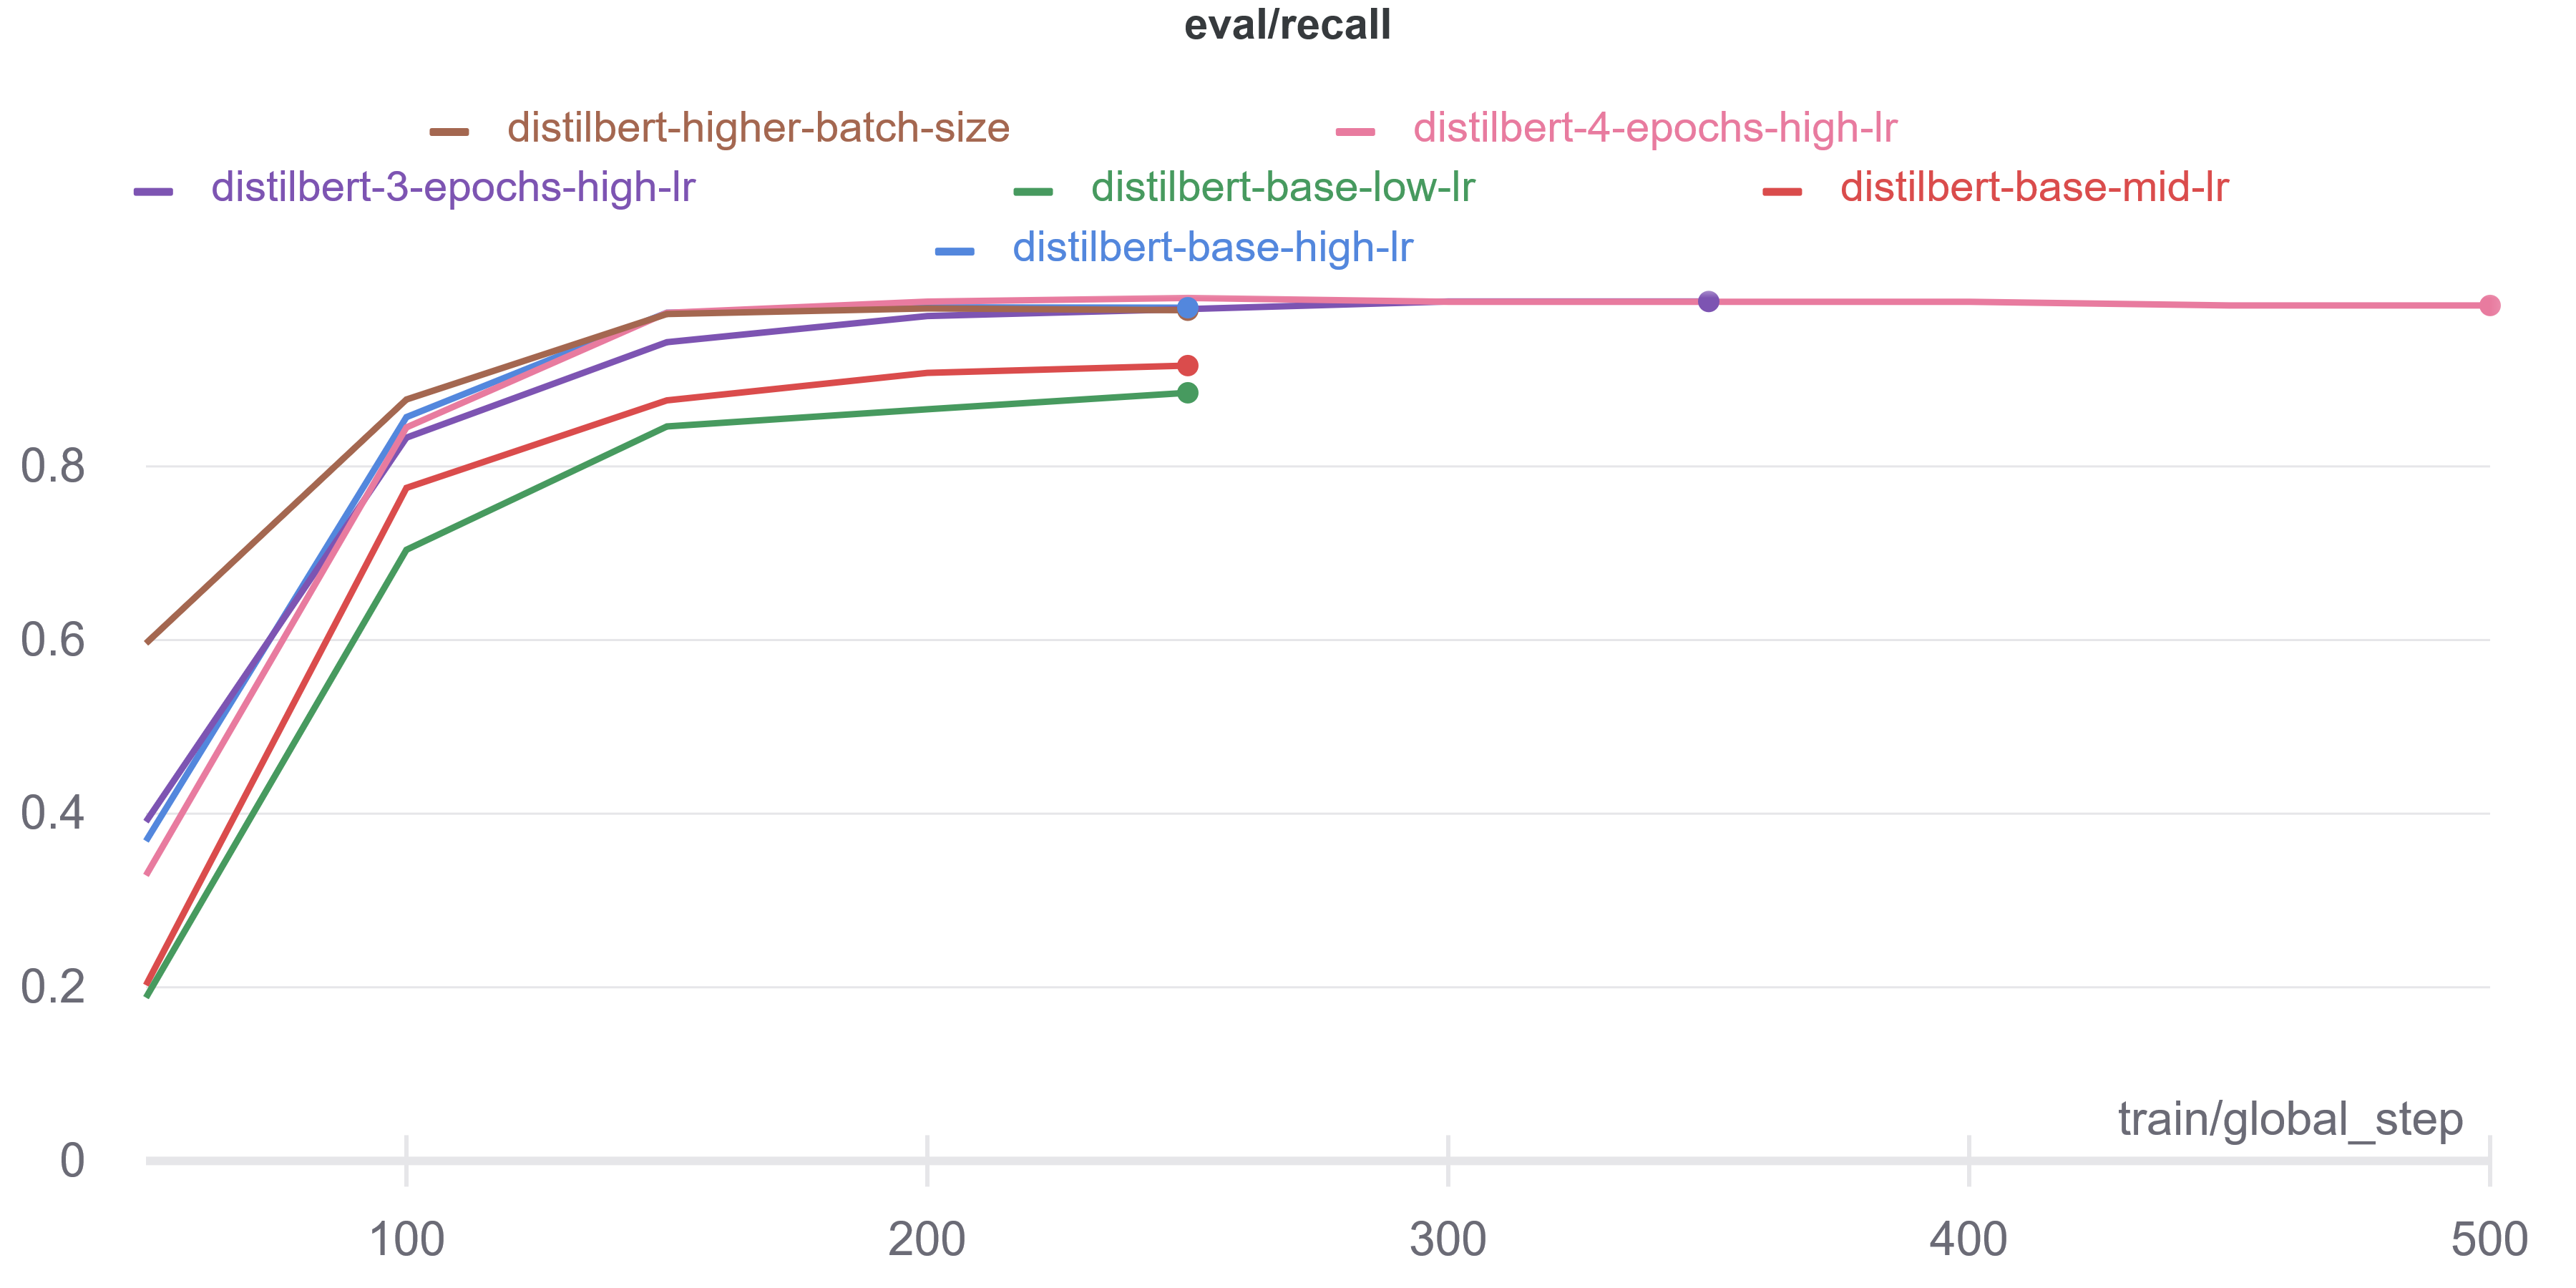 eval/recall
distilbert-higher-batch-size distilbert-4-epochs-high-lr
distilbert-3-epochs-high-lr distilbert-base-low-lr distilbert-base-mid-lr
distilbert-base-high-lr
0.8
0.6
0.4
0.2
train/global_step
0
100 200 300 400 500